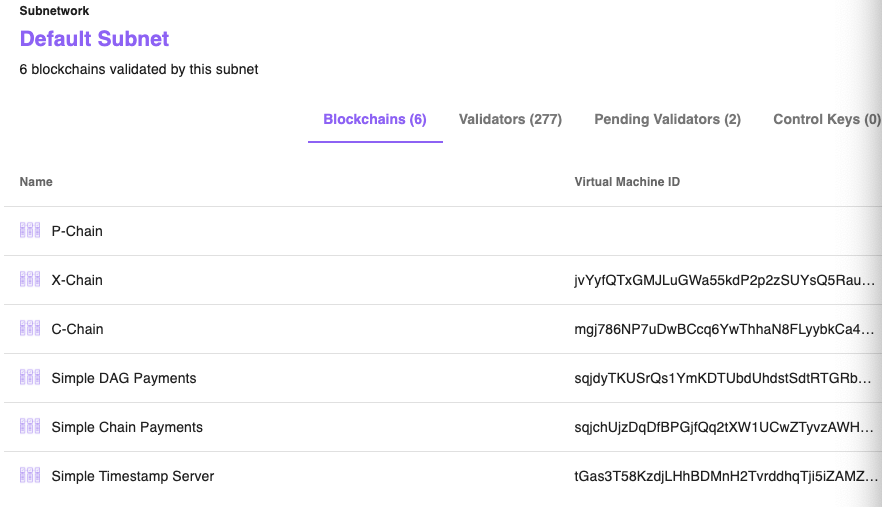 Subnetwork
Default Subnet
6 blockchains validated by this subnet
Blockchains (6) Validators (277) Pending Validators (2) Control Keys (0)
Name Virtual Machine ID
P-Chain
X-Chain jvYyfQTxGMJLuGWa55kdP2p2zSUYsQ5Rau…
C-Chain mgj786NP7uDwBCcq6YwThhaN8FLyybkCa4…
Simple DAG Payments sqjdyTKUSrQs1YmKDTUbdUhdstSdtRTGRb…
Simple Chain Payments sqjchUjzDqDfBPGjfQq2tXW1UCwZTyvzAWH…
Simple Timestamp Server tGas3T58KzdjLHhBDMnH2TvrddhqTji5iZAMZ…